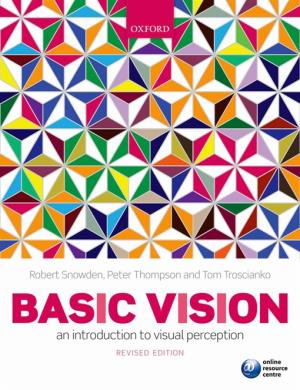 OXFORD
Robert Snowden, Peter Thompson and Tom Troscianko
BASIC VISION
an introduction to visual perception
REVISED EDITION
online
resource
centre